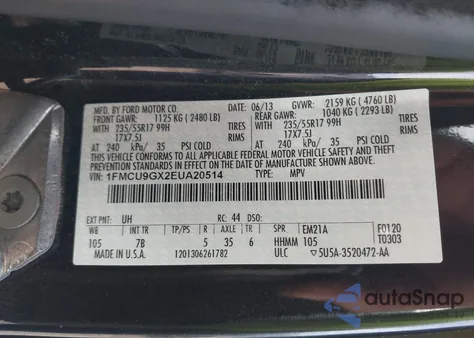 MFD. BY FORD MOTOR CO.
06/13 GVWR: 2159 KG (4760 LB)
FRONT GAWR: 1125 KG (2480 LB)
REAR GAWR: 1040 KG (2293 LB)
WITH 235/55R17 99H TIRES WITH 235/55R17 99H TIRES
17X7.5J RIMS 17X7.5J RIMS
AT 240 kPa/ 35 PSI COLD AT 240 kPa/ 35 PSI COLD
THIS VEHICLE CONFORMS TO ALL APPLICABLE FEDERAL MOTOR VEHICLE SAFETY, BUMPER, AND THEFT PREVENTION STANDARDS IN
EFFECT ON THE DATE OF MANUFACTURE SHOWN ABOVE.
VIN: 1FMCU9GX2EUA20514 TYPE: MPV
EXT PNT: UH RC: 44 DSO: F0120
WB INT TR TP/PS R AXLE TR SPR EM21A T0303
105 7B 5 35 6 HHMM 105
MADE IN U.S.A. 1201306261782 ULC 5U5A-3520472-AA
autoSnap
by